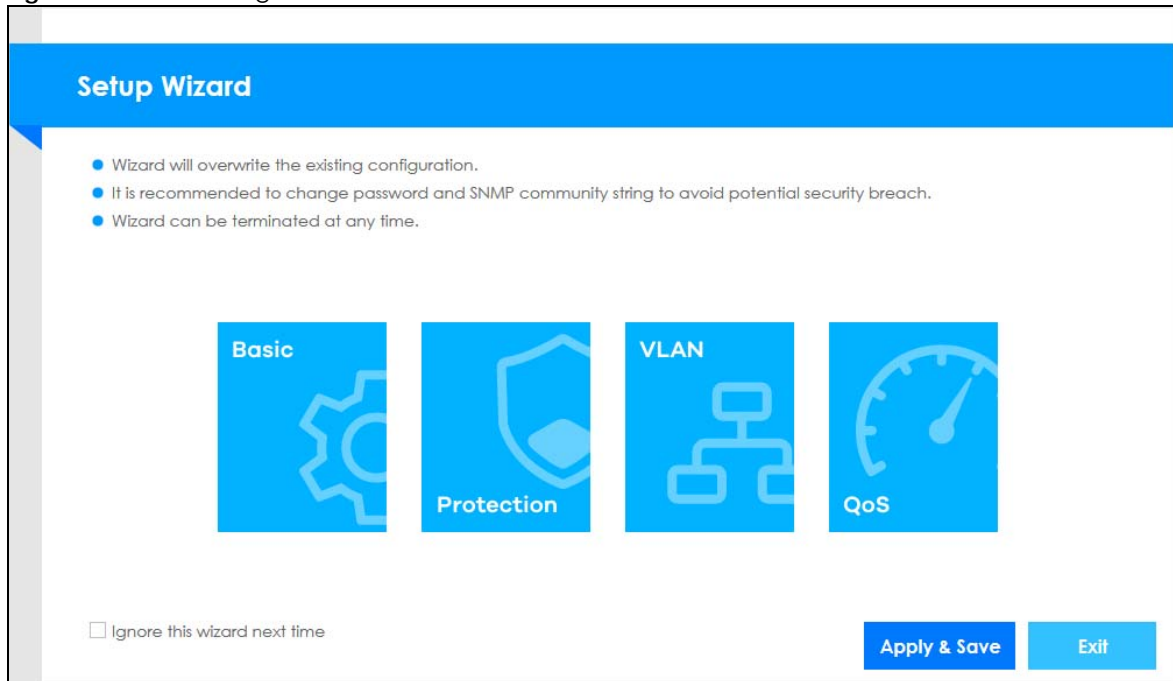 Setup Wizard
Wizard will overwrite the existing configuration.
It is recommended to change password and SNMP community string to avoid potential security breach.
Wizard can be terminated at any time.
Basic
Protection
VLAN
QoS
Ignore this wizard next time
Apply & Save
Exit